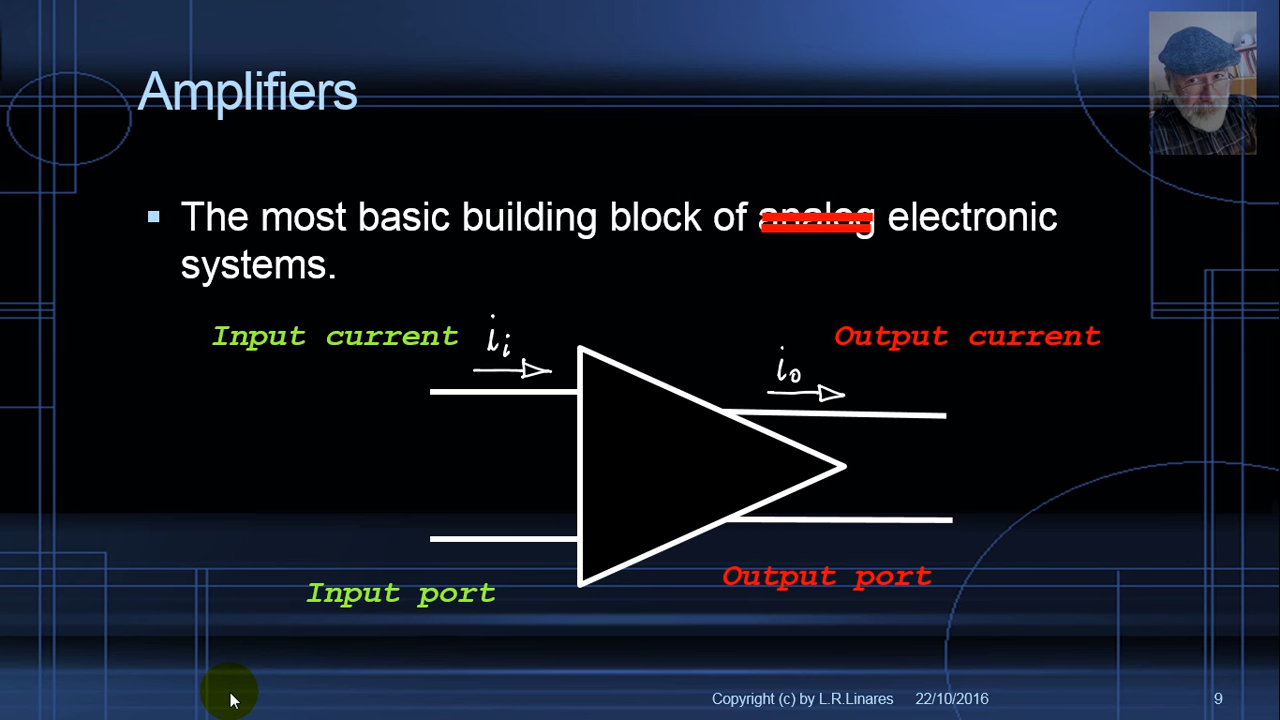 Amplifiers
The most basic building block of analog electronic
systems.
Input current
i_i
Output current
i_o
Input port
Output port
Copyright (c) by L.R.Linares 22/10/2016 9